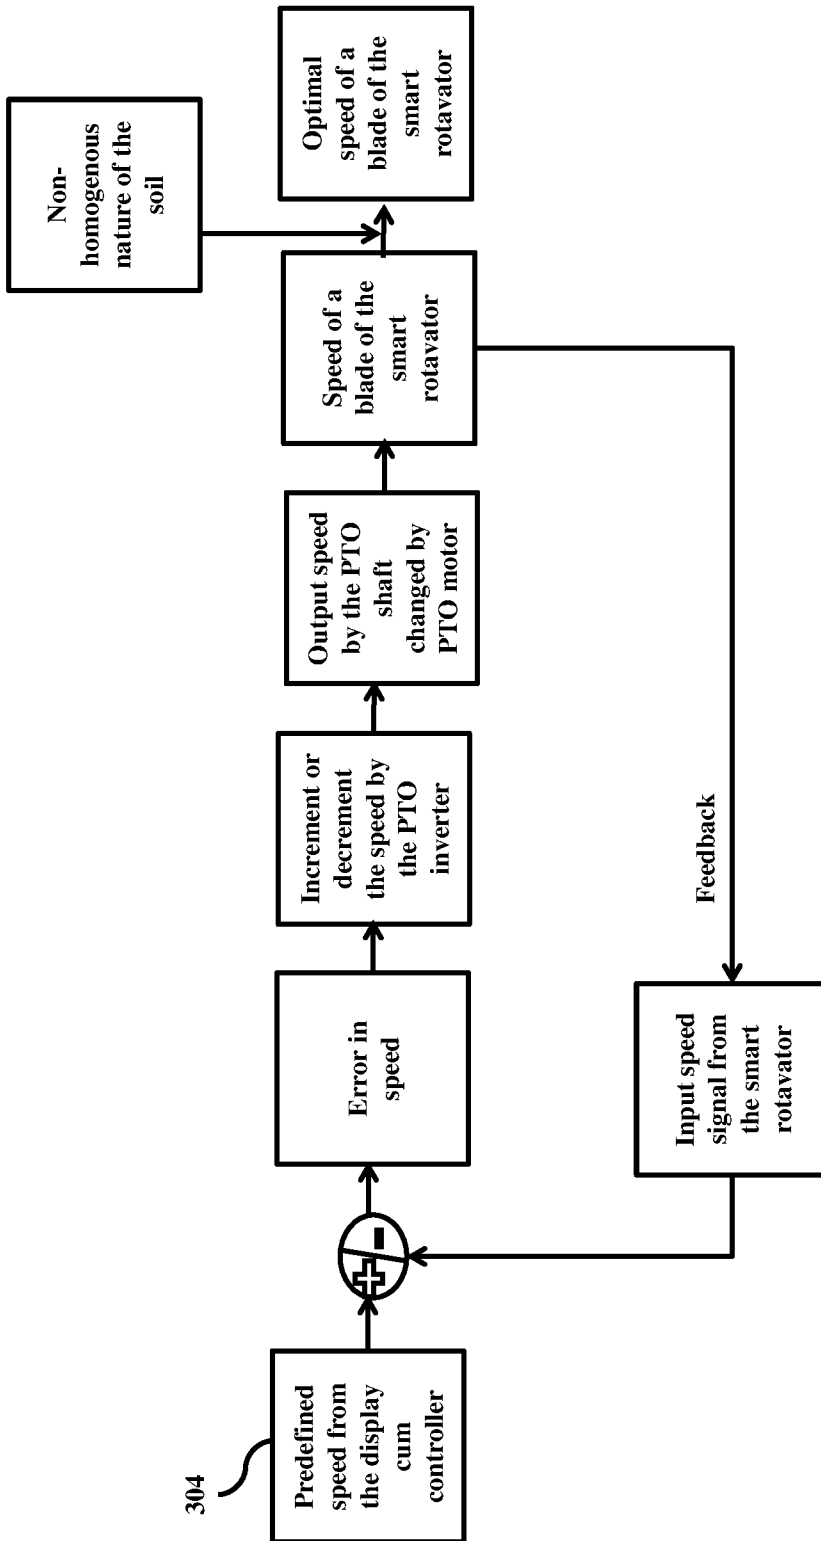 304
Predefined
speed from
the display
cum
controller
Error in
speed
Increment or
decrement
the speed by
the PTO
inverter
Output speed
by the PTO
shaft
changed by
PTO motor
Speed of a
blade of the
smart
rotavator
Non-
homogenous
nature of the
soil
Optimal
speed of a
blade of the
smart
rotavator
Feedback
Input speed
signal from
the smart
rotavator